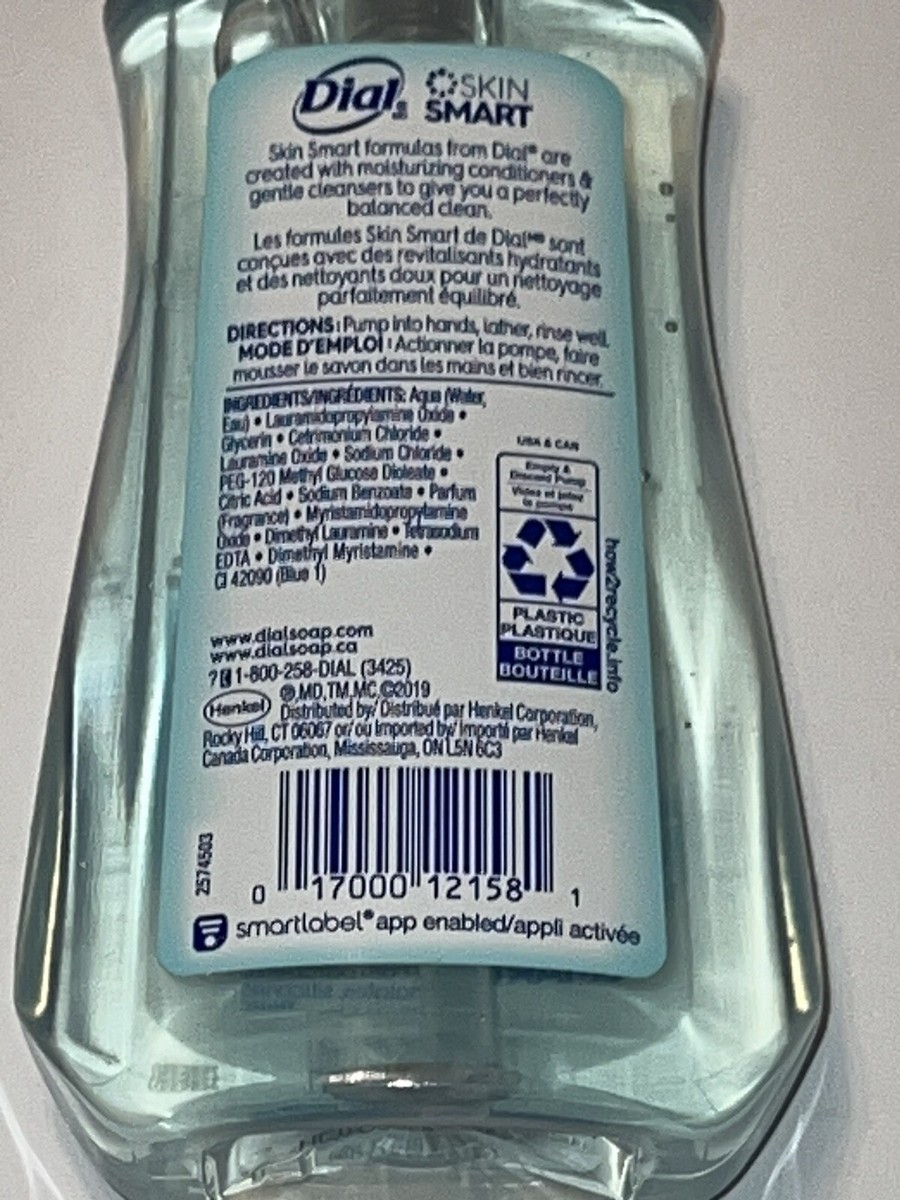 Dial® SKIN
SMART
Skin Smart formulas from Dial® are
created with moisturizing conditioners &
gentle cleansers to give you a perfectly
balanced clean.
Les formules Skin Smart de Dial sont
conçues avec des revitalisants hydratants
et des nettoyants doux pour un nettoyage
parfaitement équilibré.
DIRECTIONS: Pump into hands, lather, rinse well.
MODE D'EMPLOI : Actionner la pompe, faire
mousser le savon dans les mains et bien rincer.
INGREDIENTS/INGRÉDIENTS: Aqua (Water,
Eau) • Lauramidopropylamine Oxide •
Glycerin • Cetrimonium Chloride •
Lauramine Oxide • Sodium Chloride •
PEG-120 Methyl Glucose Dioleate •
Citric Acid • Sodium Benzoate • Parfum
(Fragrance) • Myristamidopropylamine
Oxide • Dimethyl Lauramine • Tetrasodium
EDTA • Dimethyl Myristamine •
CI 42090 (Blue 1)
USA & CAN
Empty &
Discard Pump
Videz et jetez
la pompe
PLASTIC
PLASTIQUE
BOTTLE
BOUTEILLE
how2recycle.info
www.dialsoap.com
www.dialsoap.ca
? 1-800-258-DIAL (3425)
®,MD,TM,MC,©2019
Henkel Distributed by/ Distribué par Henkel Corporation,
Rocky Hill, CT 06067 or/ ou Imported by/ Importé par Henkel
Canada Corporation, Mississauga, ON L5N 6C3
2574503
0 17000 12158 1
smartlabel® app enabled/appli activée